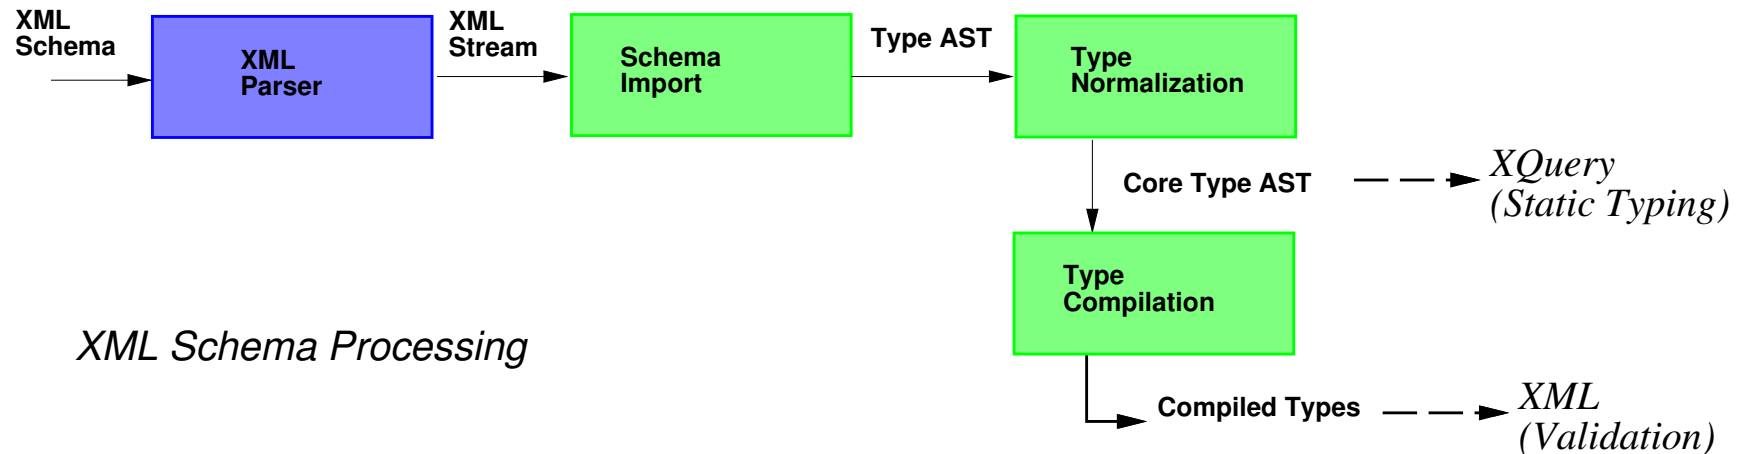 XML
Schema
XML
Parser
XML
Stream
Schema
Import
Type AST
Type
Normalization
Core Type AST
XQuery
(Static Typing)
Type
Compilation
XML Schema Processing
Compiled Types
XML
(Validation)